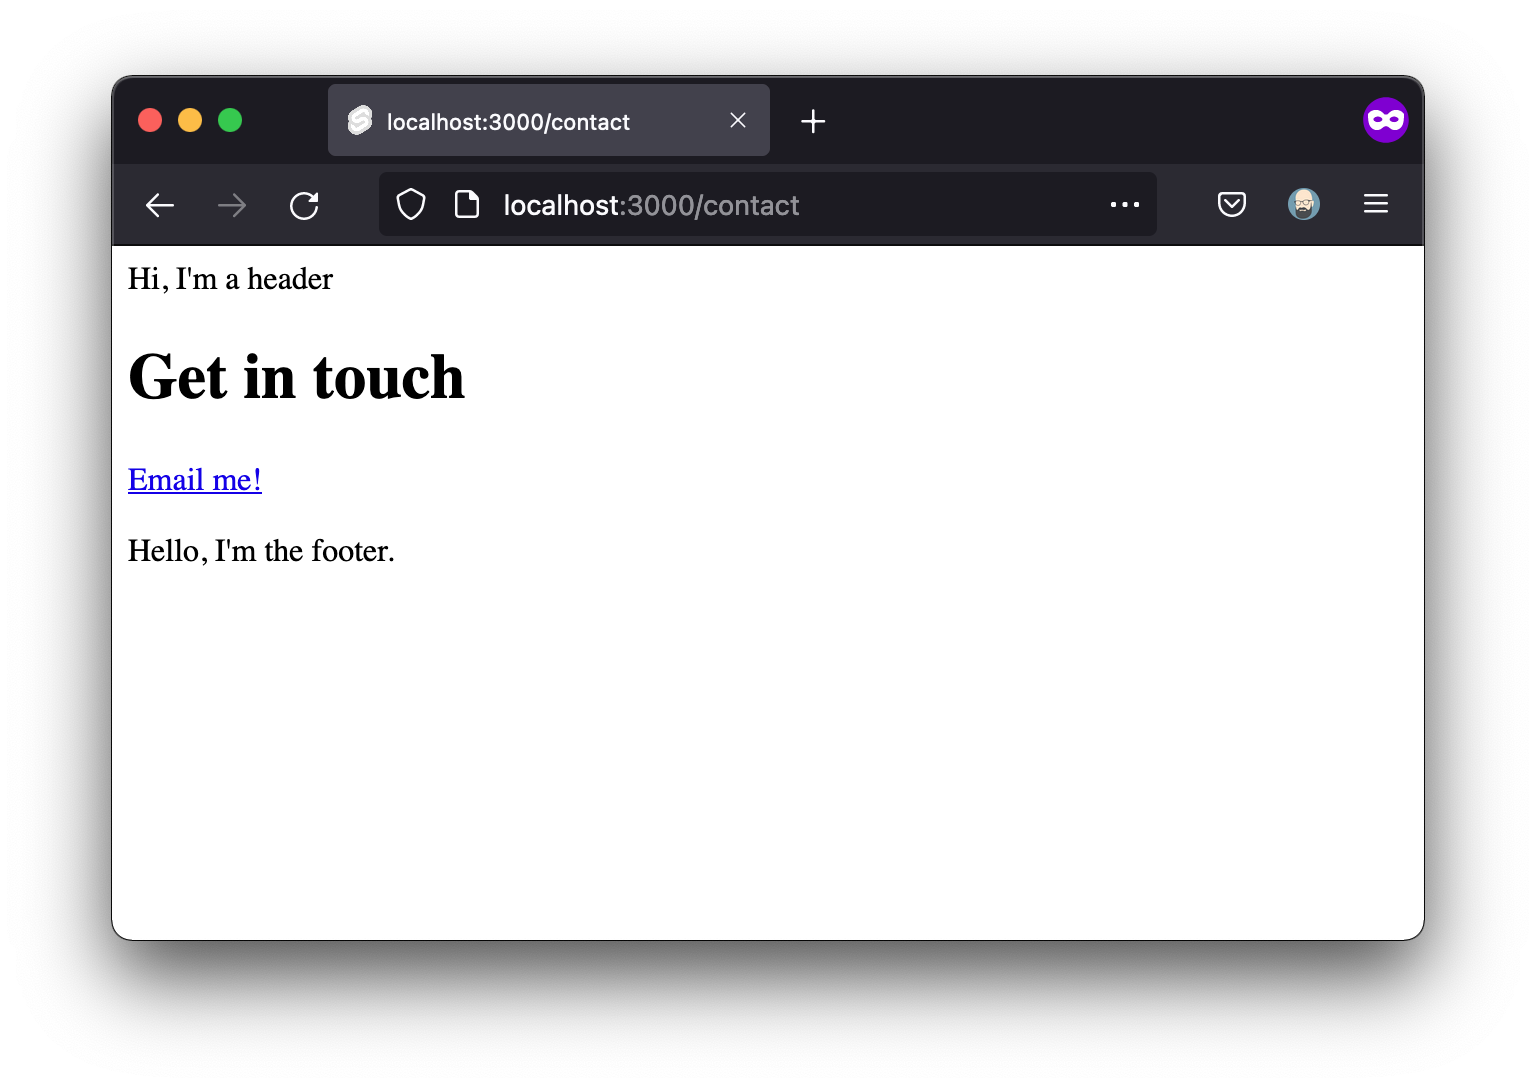 localhost:3000/contact
localhost:3000/contact
Hi, I'm a header
Get in touch
Email me!
Hello, I'm the footer.